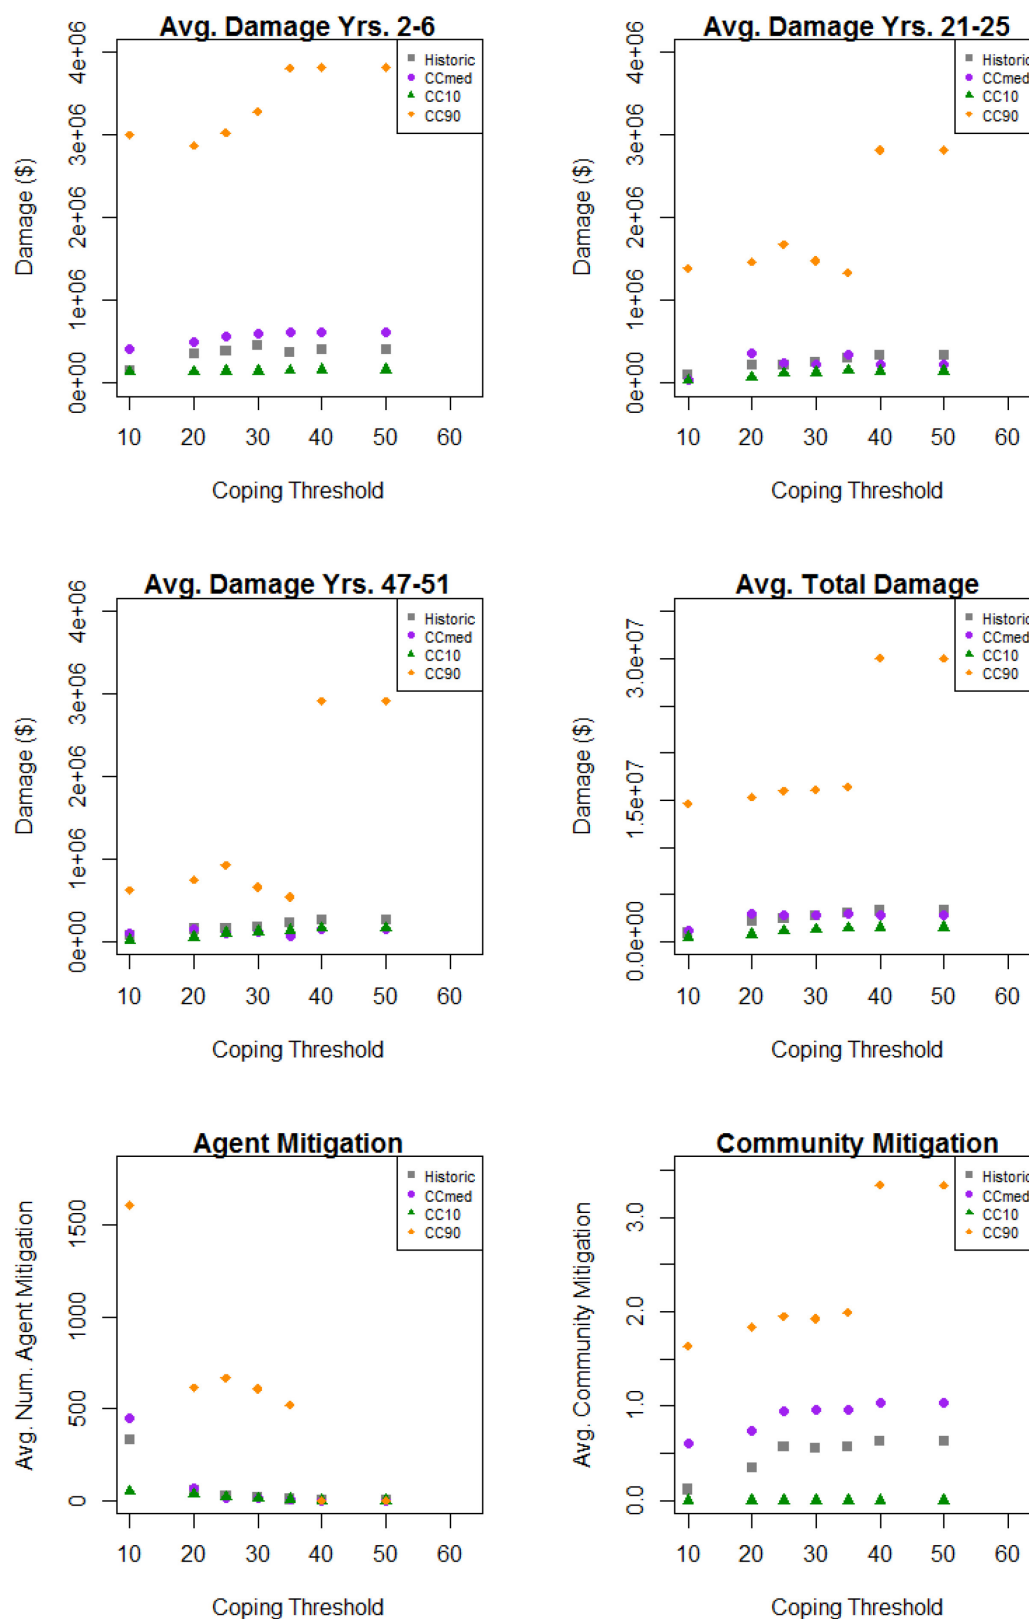 Avg. Damage Yrs. 2-6
Damage ($)
4e+06
3e+06
2e+06
1e+06
0e+00
Historic
CCmed
CC10
CC90
10 20 30 40 50 60
Coping Threshold
Avg. Damage Yrs. 21-25
Damage ($)
4e+06
3e+06
2e+06
1e+06
0e+00
Historic
CCmed
CC10
CC90
10 20 30 40 50 60
Coping Threshold
Avg. Damage Yrs. 47-51
Damage ($)
4e+06
3e+06
2e+06
1e+06
0e+00
Historic
CCmed
CC10
CC90
10 20 30 40 50 60
Coping Threshold
Avg. Total Damage
Damage ($)
3.0e+07
1.5e+07
0.0e+00
Historic
CCmed
CC10
CC90
10 20 30 40 50 60
Coping Threshold
Agent Mitigation
Avg. Num. Agent Mitigation
1500
1000
500
0
Historic
CCmed
CC10
CC90
10 20 30 40 50 60
Coping Threshold
Community Mitigation
Avg. Community Mitigation
3.0
2.0
1.0
0.0
Historic
CCmed
CC10
CC90
10 20 30 40 50 60
Coping Threshold